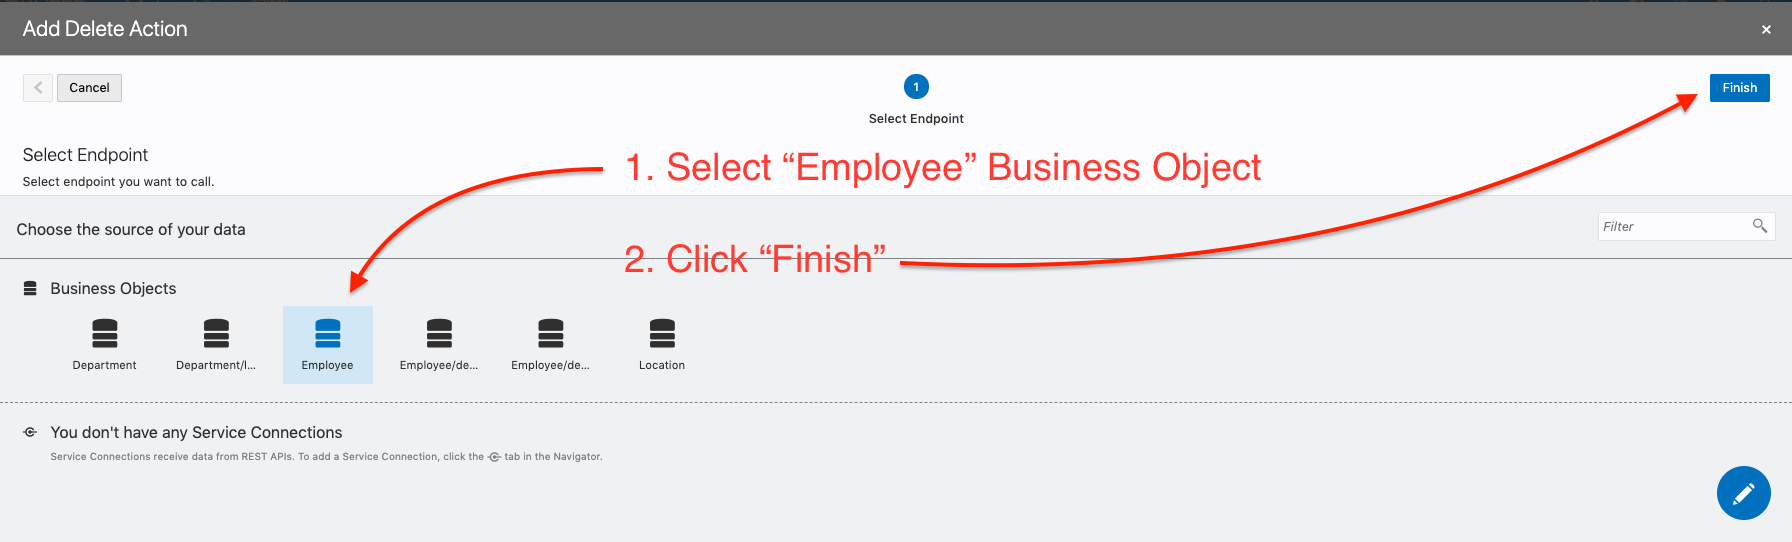 Add Delete Action
×
Cancel
1
Finish
Select Endpoint
Select Endpoint
1. Select “Employee” Business Object
Select endpoint you want to call.
Choose the source of your data
Filter
2. Click “Finish”
Business Objects
Department
Department/l...
Employee
Employee/de...
Employee/de...
Location
You don't have any Service Connections
Service Connections receive data from REST APIs. To add a Service Connection, click the tab in the Navigator.